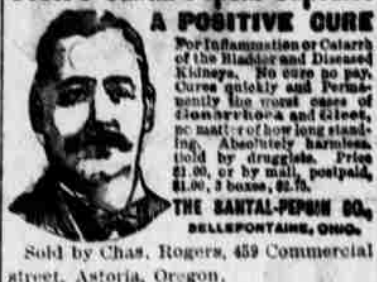 A POSITIVE CURE
For Inflammation or Catarrh
of the Bladder and Diseased
Kidneys. No cure no pay.
Cures quickly and Perma-
nently the worst cases of
Gonorrhoea and Gleet,
no matter of how long stand-
ing. Absolutely harmless.
Sold by druggists. Price
$1.00, or by mail, postpaid,
$1.00, 3 boxes, $2.75.
THE SANTAL-PEPSIN CO.,
BELLEFONTAINE, OHIO.
Sold by Chas. Rogers, 459 Commercial
street, Astoria, Oregon.